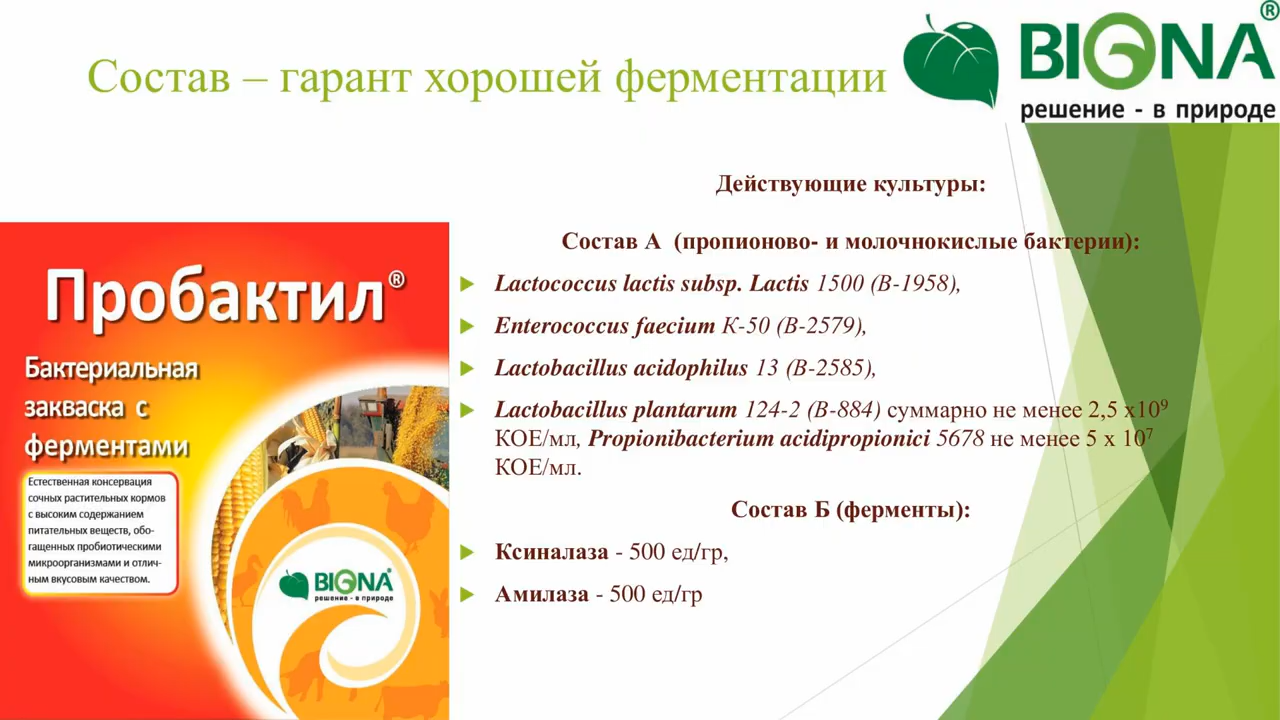 Состав – гарант хорошей ферментации
BIONA®
решение - в природе
Действующие культуры:
Состав А (пропионово- и молочнокислые бактерии):
Lactococcus lactis subsp. Lactis 1500 (В-1958),
Enterococcus faecium К-50 (В-2579),
Lactobacillus acidophilus 13 (В-2585),
Lactobacillus plantarum 124-2 (В-884) суммарно не менее 2,5 х10⁹
КОЕ/мл, Propionibacterium acidipropionici 5678 не менее 5 х 10⁷
КОЕ/мл.
Состав Б (ферменты):
Ксиналаза - 500 ед/гр,
Амилаза - 500 ед/гр
Пробактил®
Бактериальная
закваска с
ферментами
Естественная консервация
сочных растительных кормов
с высоким содержанием
питательных веществ, обо-
гащенных пробиотическими
микроорганизмами и отлич-
ным вкусовым качеством.
BIONA®
решение - в природе